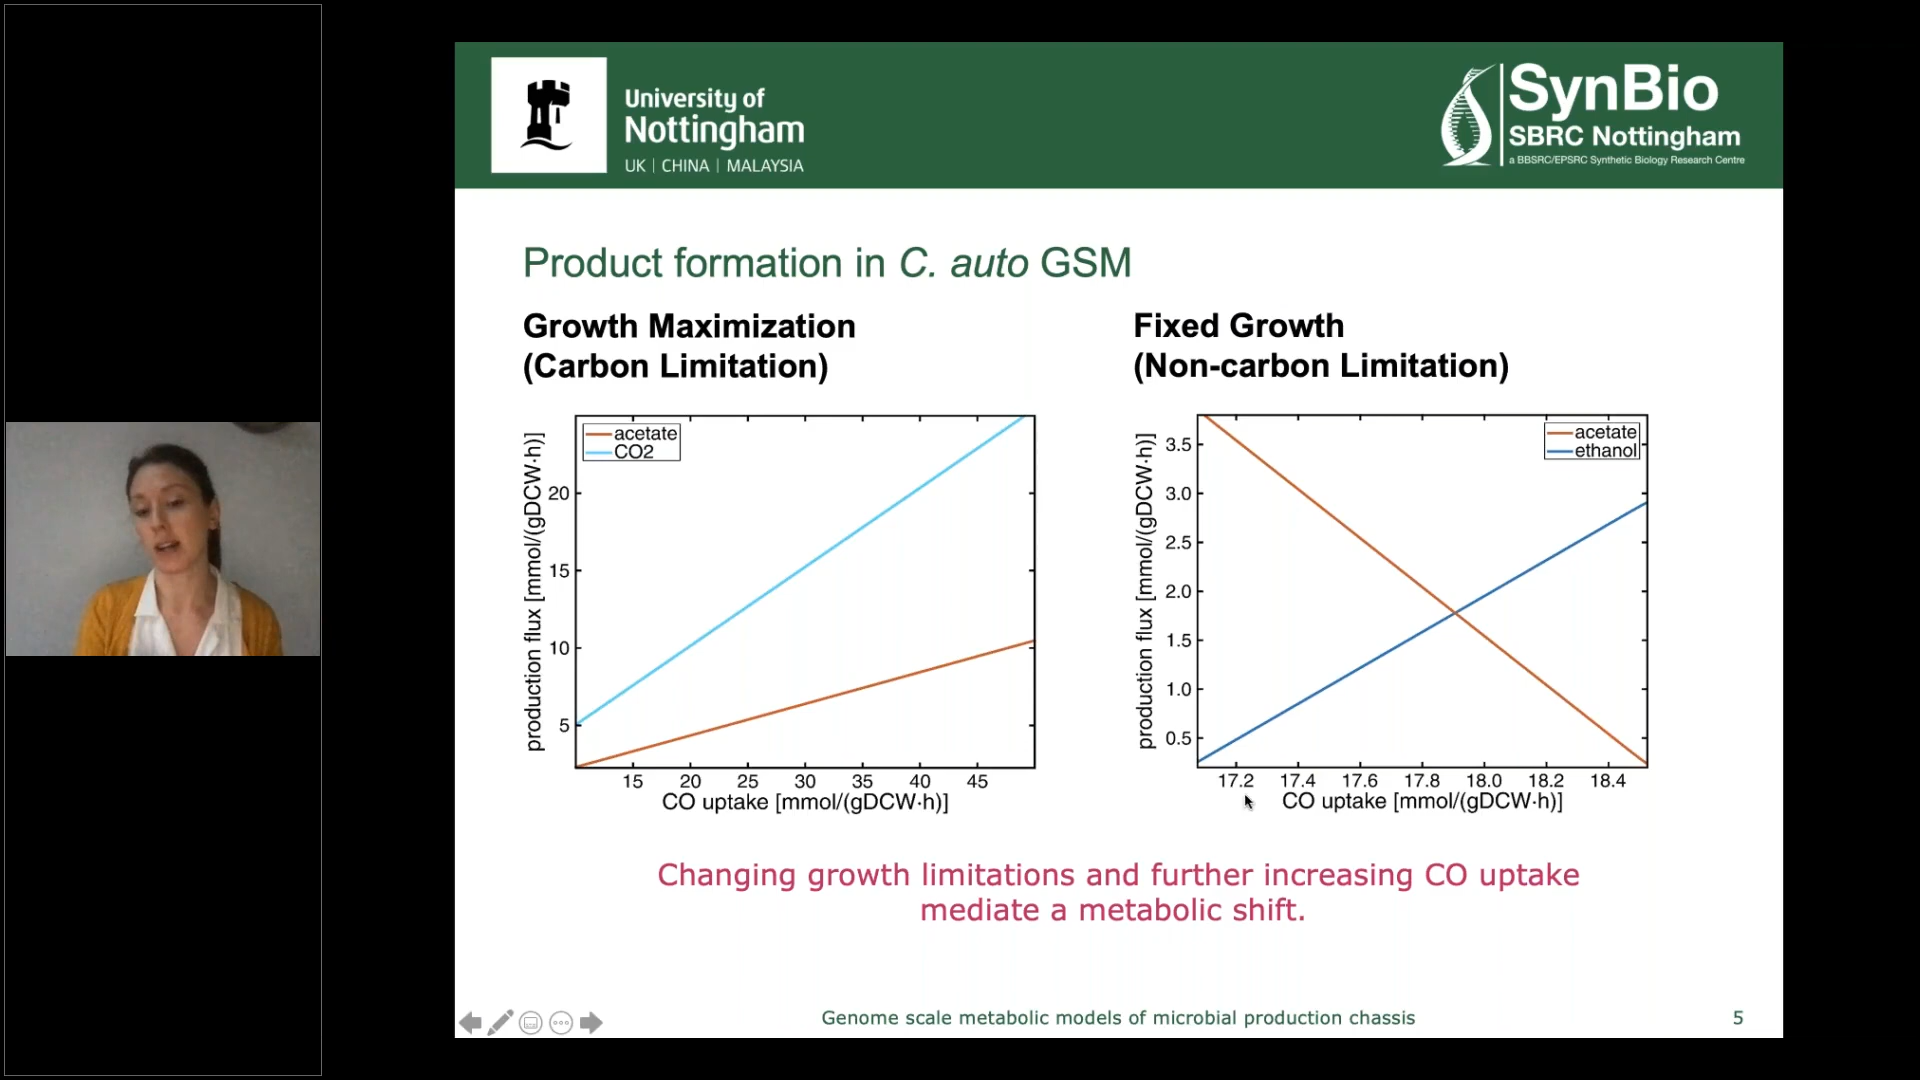 University of
Nottingham
UK | CHINA | MALAYSIA
SynBio
SBRC Nottingham
a BBSRC/EPSRC Synthetic Biology Research Centre
Product formation in C. auto GSM
Growth Maximization
(Carbon Limitation)
production flux [mmol/(gDCW·h)]
acetate
CO2
20
15
10
5
15 20 25 30 35 40 45
CO uptake [mmol/(gDCW·h)]
Fixed Growth
(Non-carbon Limitation)
production flux [mmol/(gDCW·h)]
acetate
ethanol
3.5
3.0
2.5
2.0
1.5
1.0
0.5
17.2 17.4 17.6 17.8 18.0 18.2 18.4
CO uptake [mmol/(gDCW·h)]
Changing growth limitations and further increasing CO uptake
mediate a metabolic shift.
Genome scale metabolic models of microbial production chassis
5